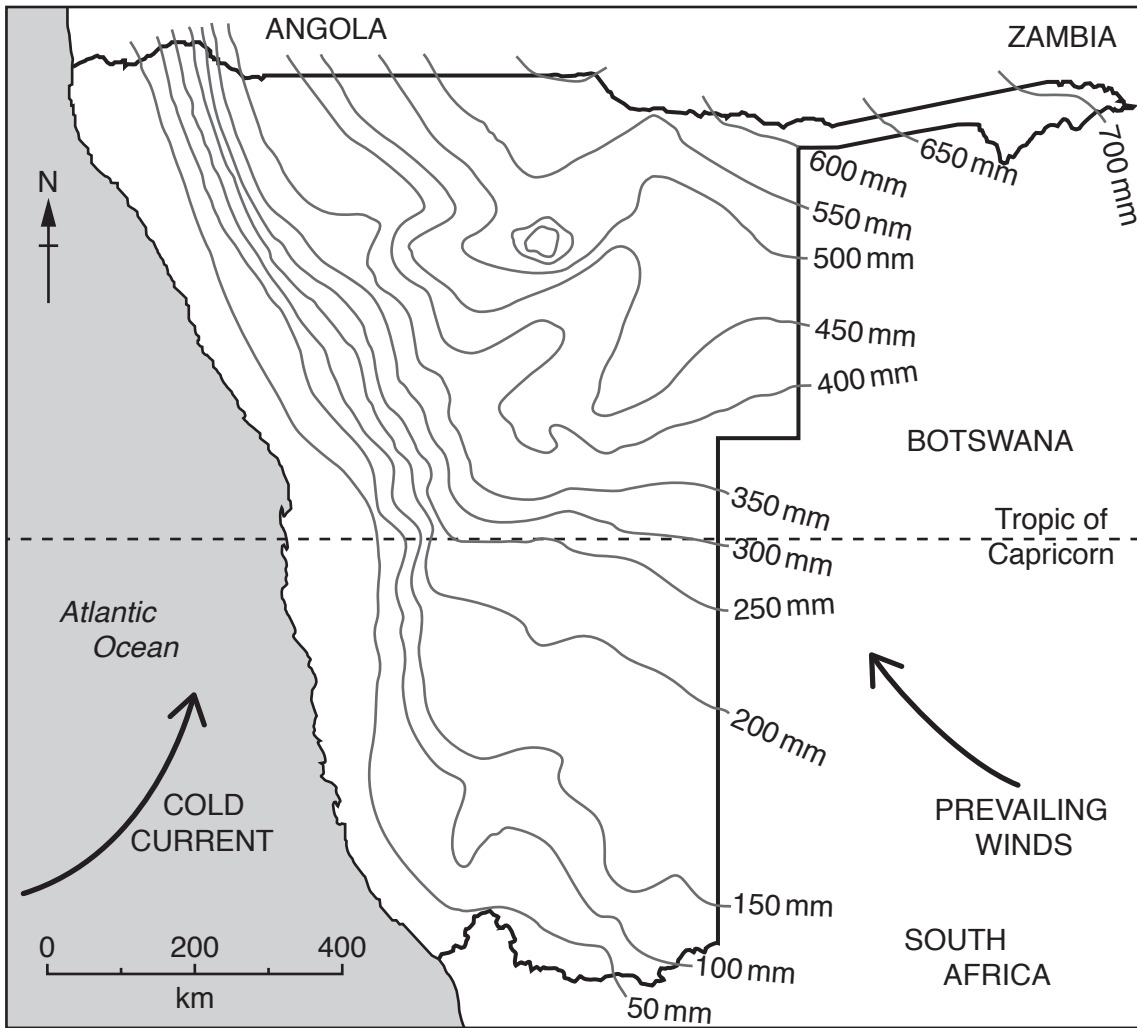 ANGOLA
ZAMBIA
N
700 mm
650 mm
600 mm
550 mm
500 mm
450 mm
400 mm
BOTSWANA
350 mm
Tropic of
Capricorn
300 mm
250 mm
Atlantic
Ocean
200 mm
COLD
CURRENT
PREVAILING
WINDS
150 mm
SOUTH
AFRICA
100 mm
50 mm
0 200 400
km